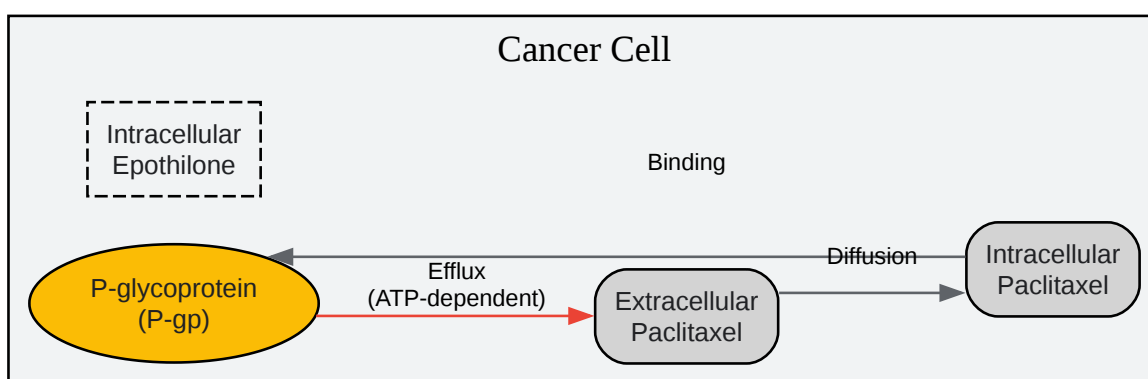 Cancer Cell
Intracellular
Epothilone
Binding
P-glycoprotein
(P-gp)
Efflux
(ATP-dependent)
Extracellular
Paclitaxel
Diffusion
Intracellular
Paclitaxel